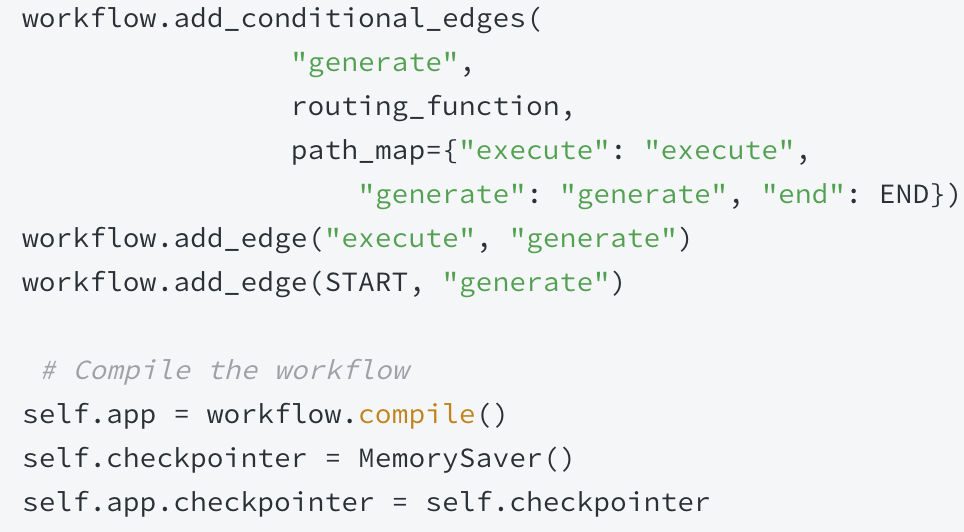 workflow.add_conditional_edges(
"generate",
routing_function,
path_map={"execute": "execute",
"generate": "generate", "end": END})
workflow.add_edge("execute", "generate")
workflow.add_edge(START, "generate")
# Compile the workflow
self.app = workflow.compile()
self.checkpointer = MemorySaver()
self.app.checkpointer = self.checkpointer